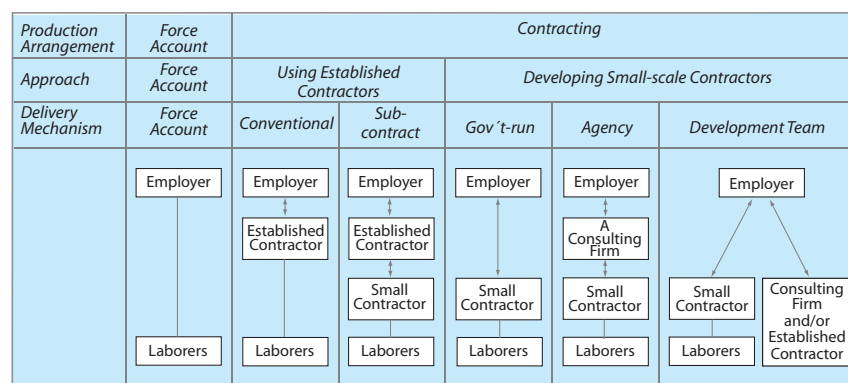 Production Arrangement
Force Account
Contracting
Approach
Force Account
Using Established Contractors
Developing Small-scale Contractors
Delivery Mechanism
Force Account
Conventional
Sub-contract
Gov´t-run
Agency
Development Team
Employer
Employer
Employer
Employer
Employer
Employer
Established Contractor
Established Contractor
A Consulting Firm
Small Contractor
Small Contractor
Small Contractor
Small Contractor
Consulting Firm and/or Established Contractor
Laborers
Laborers
Laborers
Laborers
Laborers
Laborers